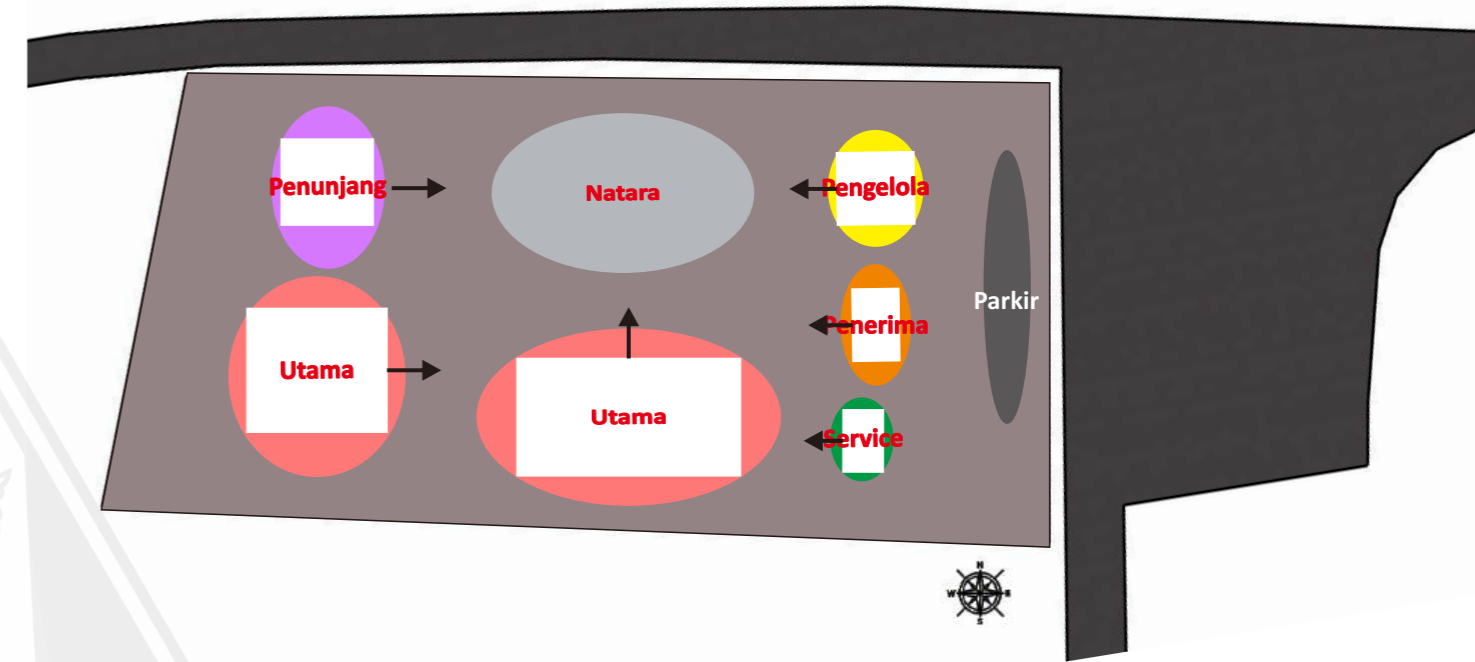 Penunjang
Natara
Pengelola
Parkir
Penerima
Utama
Utama
Service
N
W
E
S